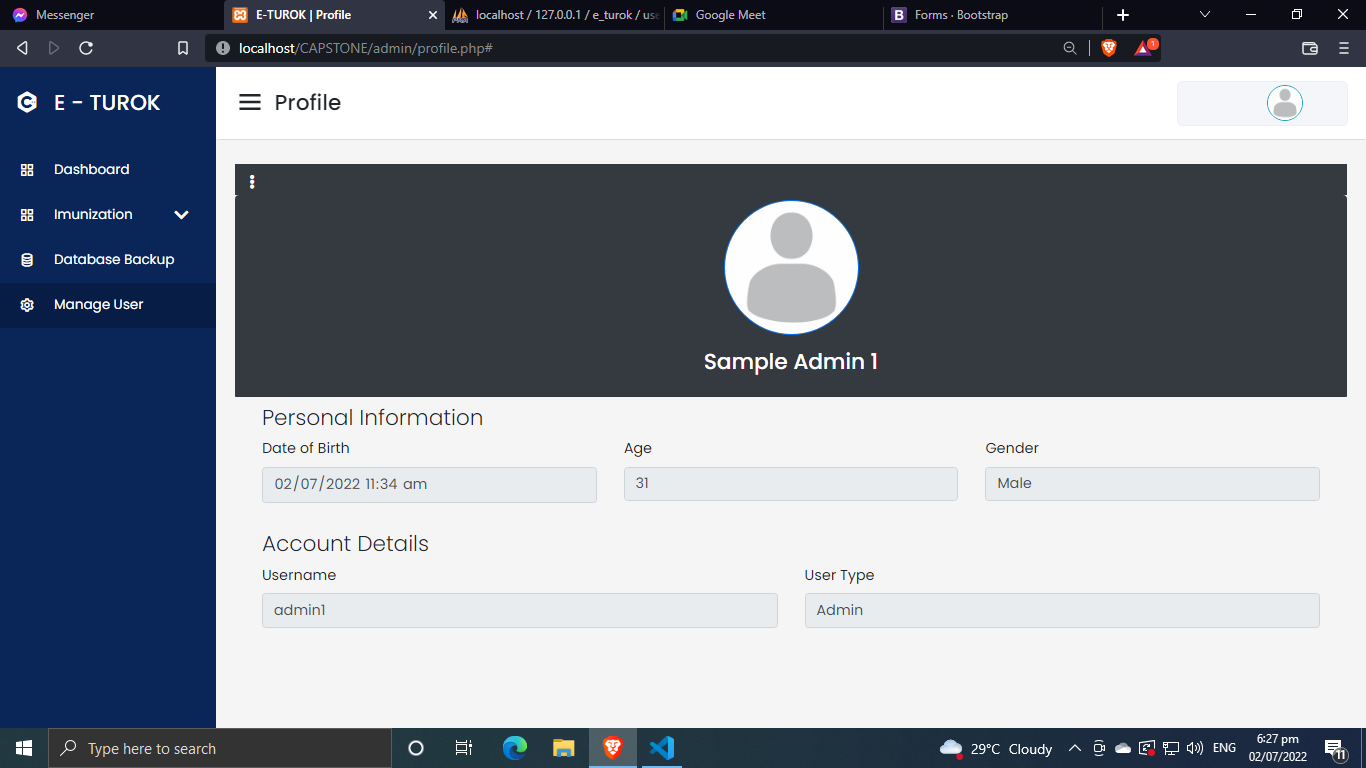 Messenger
E-TUROK | Profile
localhost / 127.0.0.1 / e_turok / use
Google Meet
Forms · Bootstrap
localhost/CAPSTONE/admin/profile.php#
1
E - TUROK
Profile
Dashboard
Imunization
Database Backup
Manage User
Sample Admin 1
Personal Information
Date of Birth Age Gender
02/07/2022 11:34 am 31 Male
Account Details
Username User Type
admin1 Admin
Type here to search
29°C Cloudy
ENG
6:27 pm
02/07/2022
11